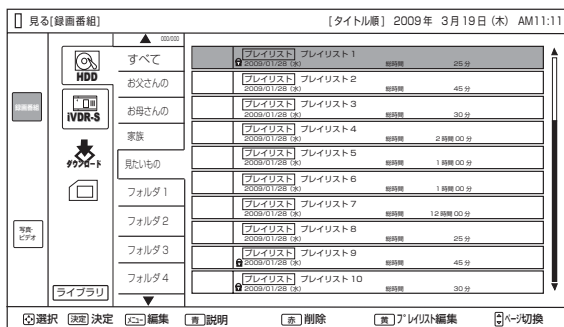 見る[録画番組] [タイトル順] 2009年 3月19日(木) AM11:11
000/000
録画番組
写真・ビデオ
HDD
iVDR-S
ダウンロード
ライブラリ
すべて
お父さんの
お母さんの
家族
見たいもの
フォルダ1
フォルダ2
フォルダ3
フォルダ4
プレイリスト プレイリスト1
2009/01/28(水) 総時間 25分
プレイリスト プレイリスト2
2009/01/28(水) 総時間 45分
プレイリスト プレイリスト3
2009/01/28(水) 総時間 30分
プレイリスト プレイリスト4
2009/01/28(水) 総時間 2時間00分
プレイリスト プレイリスト5
2009/01/28(水) 総時間 1時間00分
プレイリスト プレイリスト6
2009/01/28(水) 総時間 1時間00分
プレイリスト プレイリスト7
2009/01/28(水) 総時間 12時間00分
プレイリスト プレイリスト8
2009/01/28(水) 総時間 25分
プレイリスト プレイリスト9
2009/01/28(水) 総時間 45分
プレイリスト プレイリスト10
2009/01/28(水) 総時間 30分
選択 決定 決定 メニュー 編集 青 説明 赤 削除 黄 プレイリスト編集 ページ切換